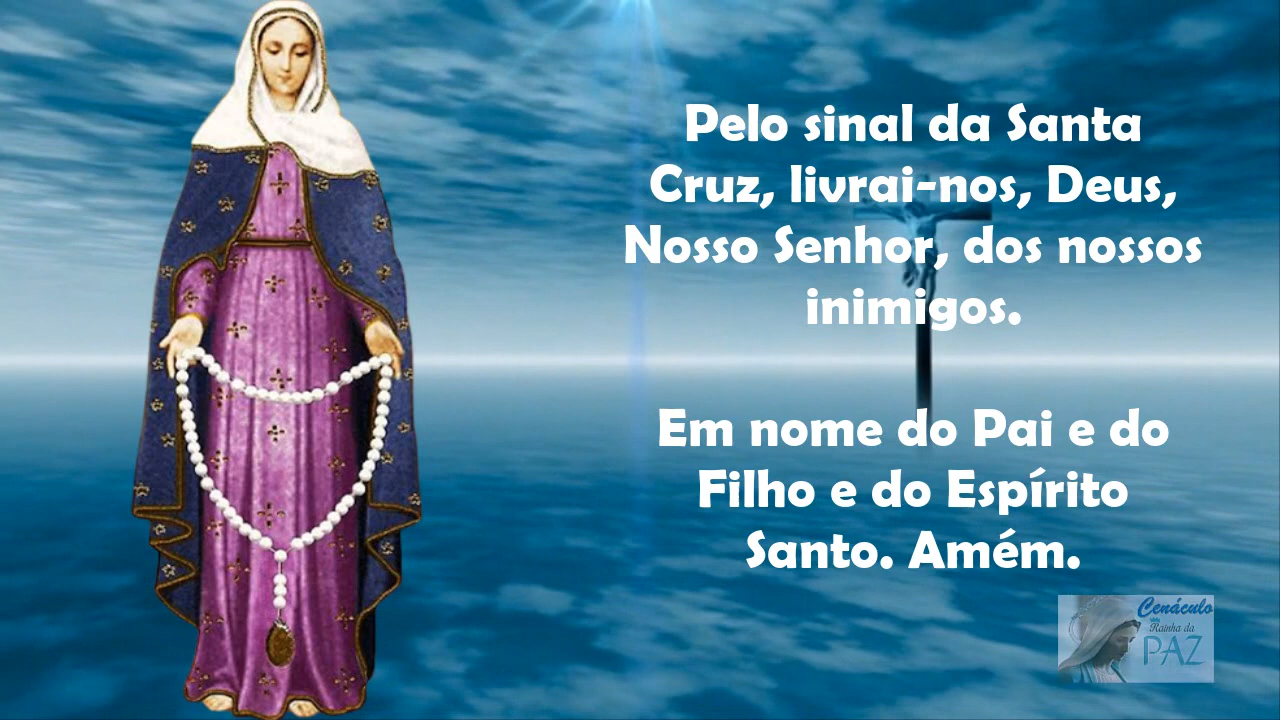 Pelo sinal da Santa
Cruz, livrai-nos, Deus,
Nosso Senhor, dos nossos
inimigos.
Em nome do Pai e do
Filho e do Espírito
Santo. Amém.
Cenáculo
Rainha da
PAZ